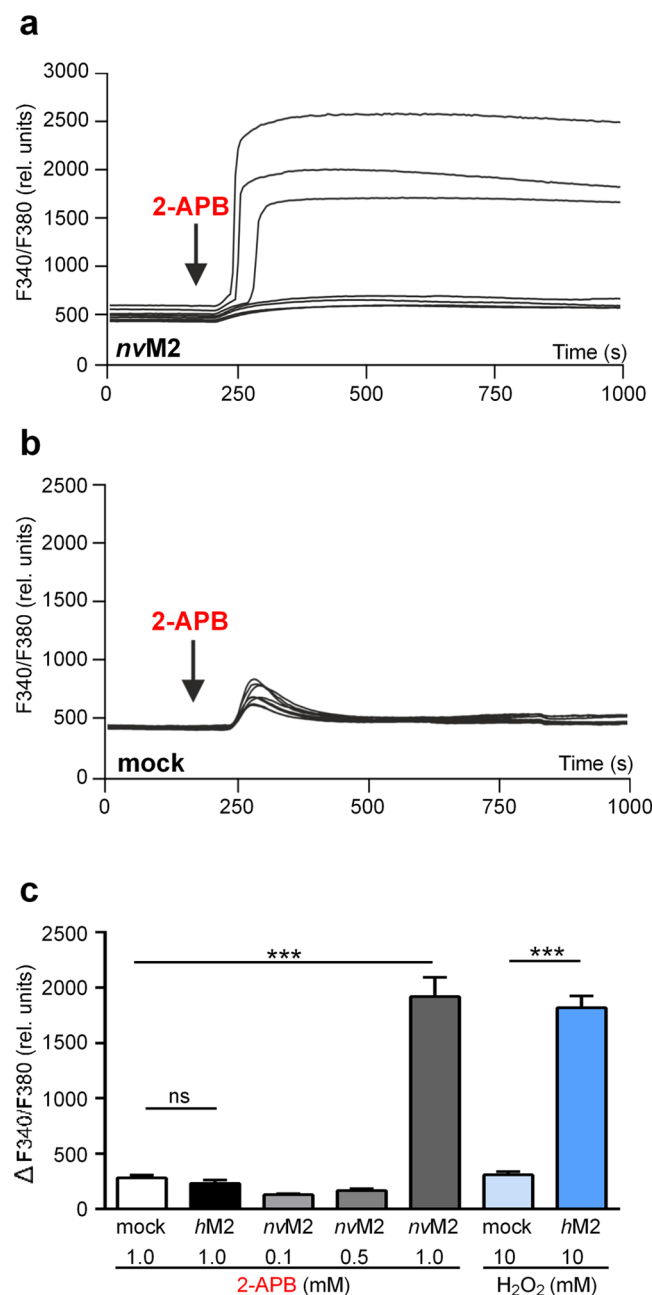 a
3000
2500
2000
1500
1000
500
0
F340/F380 (rel. units)
2-APB
nvM2
Time (s)
0 250 500 750 1000
b
2500
2000
1500
1000
500
0
F340/F380 (rel. units)
2-APB
mock
Time (s)
0 250 500 750 1000
c
2500
2000
1500
1000
500
0
Δ F340/F380 (rel. units)
***
***
ns
mock hM2 nvM2 nvM2 nvM2 mock hM2
1.0 1.0 0.1 0.5 1.0 10 10
2-APB (mM) H₂O₂ (mM)